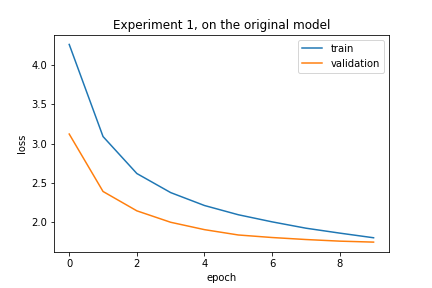 Experiment 1, on the original model
train
validation
4.0
3.5
3.0
2.5
2.0
loss
0 2 4 6 8
epoch